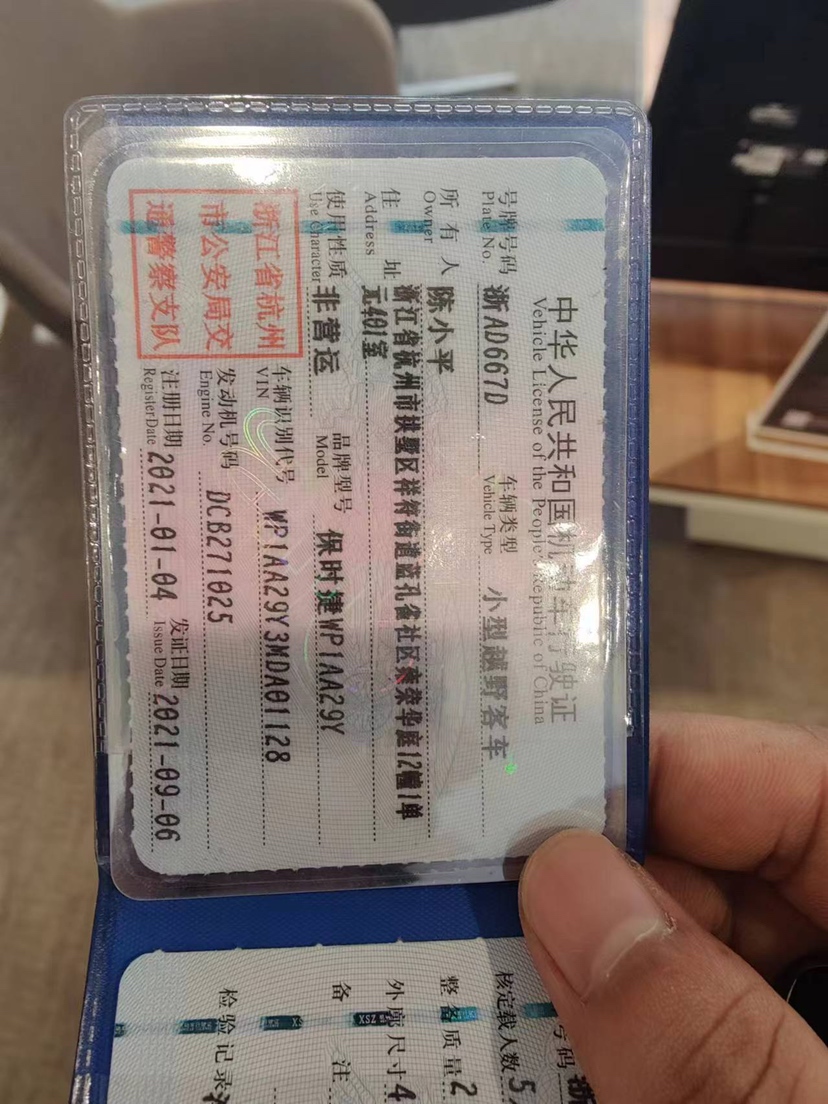 中华人民共和国机动车行驶证
Vehicle License of the People's Republic of China
号牌号码 浙AD667D 车辆类型 小型越野客车
Plate No. Vehicle Type
所有人 陈小平
Owner
住址 浙江省杭州市拱墅区祥符街道蓝孔雀社区雍荣华庭12幢1单
Address 元401室
使用性质 非营运 品牌型号 保时捷WP1AA29Y
Use Character Model
浙江省杭州
市公安局交
通警察支队
车辆识别代号 WP1AA29Y3MDA01128
VIN
发动机号码 DCB271025
Engine No.
注册日期 2021-01-04 发证日期 2021-09-06
Register Date Issue Date
号码 浙
核定载人数 5
整备质量 2
外廓尺寸 4
备注
检验记录